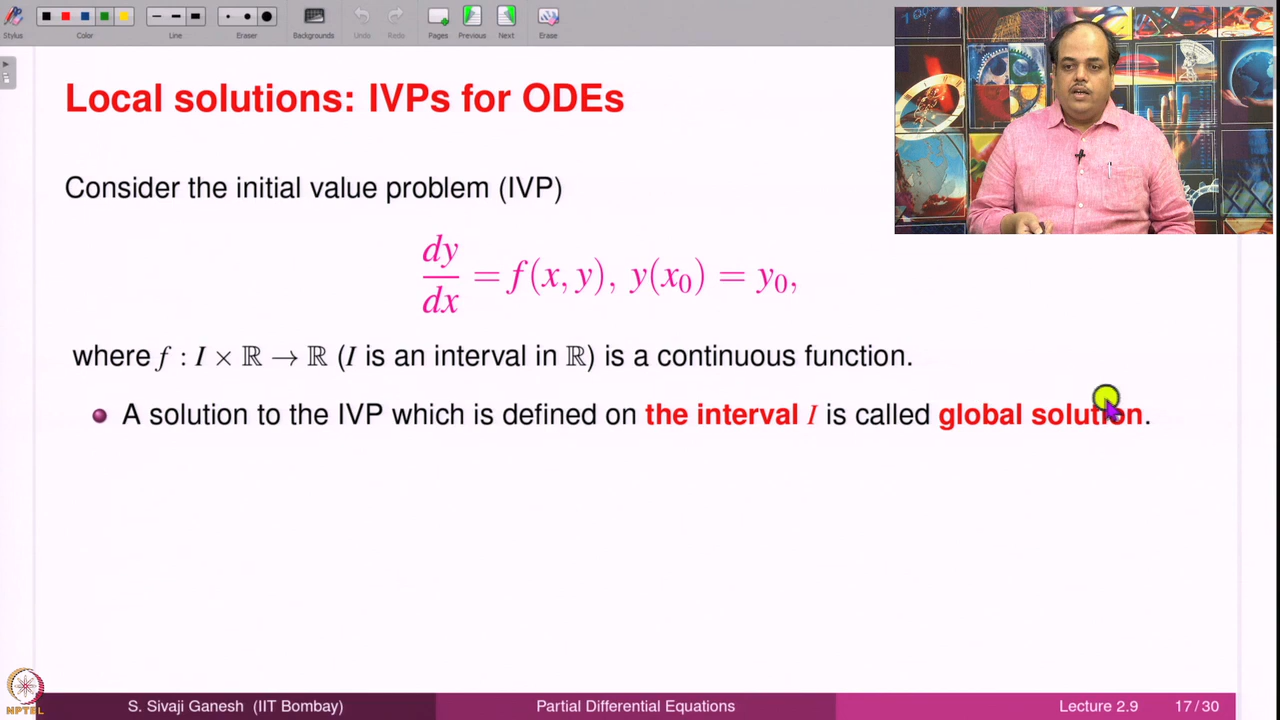 Stylus
Color
Line
Eraser
Backgrounds
Undo
Redo
Pages
Previous
Next
Erase
Local solutions: IVPs for ODEs
Consider the initial value problem (IVP)
dy/dx = f(x, y), y(x₀) = y₀,
where f : I × ℝ → ℝ (I is an interval in ℝ) is a continuous function.
A solution to the IVP which is defined on the interval I is called global solution.
NPTEL
S. Sivaji Ganesh (IIT Bombay)
Partial Differential Equations
Lecture 2.9
17/30